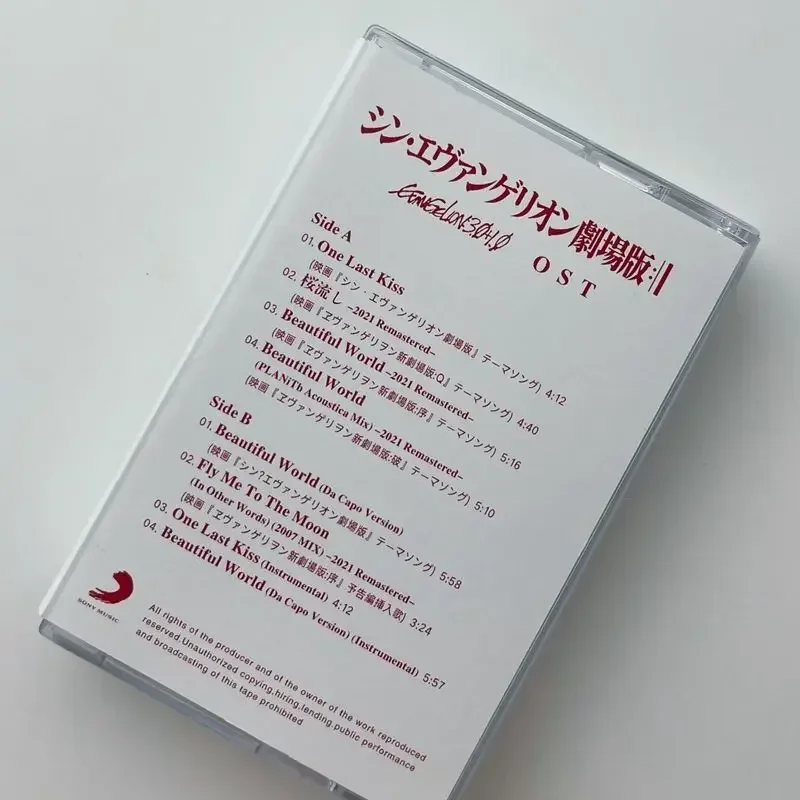 シン・エヴァンゲリオン劇場版:||
EVANGELION:3.0+1.0
OST
Side A
01. One Last Kiss
(映画『シン・エヴァンゲリオン劇場版』テーマソング) 4:12
02. 桜流し –2021 Remastered–
(映画『ヱヴァンゲリヲン新劇場版:Q』テーマソング) 4:40
03. Beautiful World –2021 Remastered–
(映画『ヱヴァンゲリヲン新劇場版:序』テーマソング) 5:16
04. Beautiful World
(PLANiTb Acoustica Mix) –2021 Remastered–
(映画『ヱヴァンゲリヲン新劇場版:破』テーマソング) 5:10
Side B
01. Beautiful World (Da Capo Version)
(映画『シン?エヴァンゲリオン劇場版』テーマソング) 5:58
02. Fly Me To The Moon
(In Other Words) (2007 MIX) –2021 Remastered–
(映画『ヱヴァンゲリヲン新劇場版:序』予告編挿入歌) 3:24
03. One Last Kiss (Instrumental) 4:12
04. Beautiful World (Da Capo Version) (Instrumental) 5:57
SONY MUSIC
All rights of the producer and of the owner of the work reproduced
reserved.Unauthorized copying,hiring,lending,public performance
and broadcasting of this tape prohibited